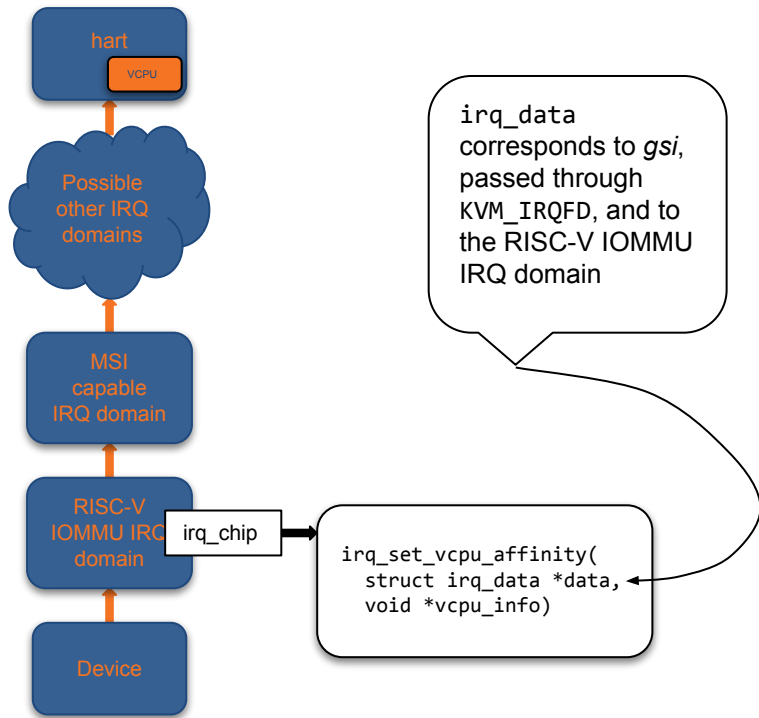 hart
VCPU
Possible
other IRQ
domains
MSI
capable
IRQ domain
RISC-V
IOMMU IRQ
domain
Device
irq_chip
irq_data
corresponds to gsi,
passed through
KVM_IRQFD, and to
the RISC-V IOMMU
IRQ domain
irq_set_vcpu_affinity(
struct irq_data *data,
void *vcpu_info)